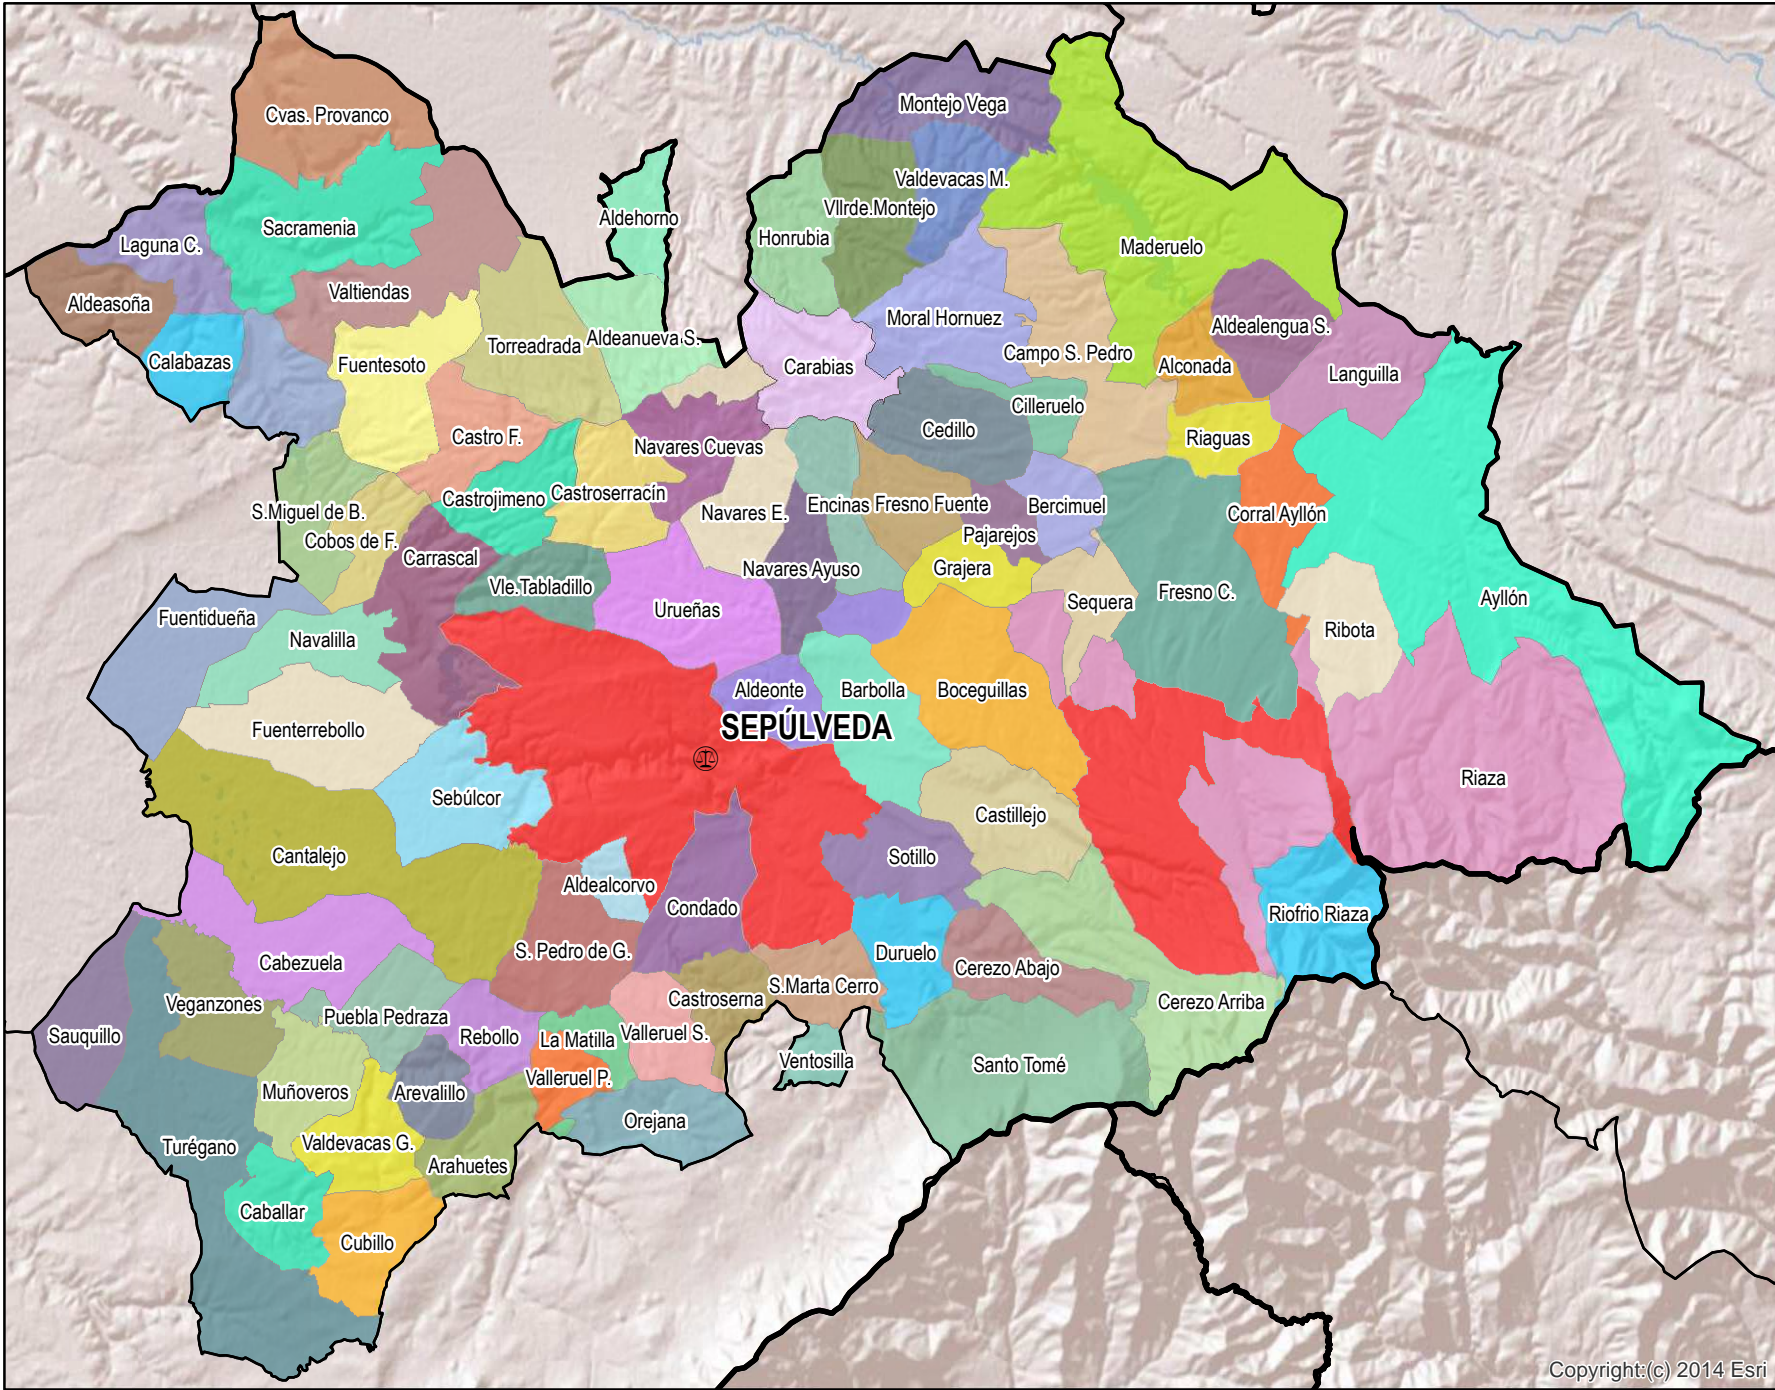 Cvas. Provanco
Montejo Vega
Valdevacas M.
Vllrde.Montejo
Aldehorno
Sacramenia
Honrubia
Laguna C.
Maderuelo
Valtiendas
Aldeasoña
Moral Hornuez
Aldealengua S.
Aldeanueva S.
Torreadrada
Campo S. Pedro
Calabazas
Fuentesoto
Carabias
Alconada
Languilla
Cilleruelo
Cedillo
Castro F.
Riaguas
Navares Cuevas
Castroserracín
Castrojimeno
Encinas
Fresno Fuente
Bercimuel
S.Miguel de B.
Navares E.
Corral Ayllón
Cobos de F.
Pajarejos
Carrascal
Navares Ayuso
Grajera
Vle.Tabladillo
Fresno C.
Ayllón
Sequera
Urueñas
Fuentidueña
Ribota
Navalilla
Aldeonte
Barbolla
Boceguillas
SEPÚLVEDA
Fuenterrebollo
Riaza
Sebúlcor
Castillejo
Cantalejo
Sotillo
Aldealcorvo
Condado
Riofrio Riaza
S. Pedro de G.
Duruelo
Cabezuela
Cerezo Abajo
S.Marta Cerro
Castroserna
Cerezo Arriba
Veganzones
Puebla Pedraza
Sauquillo
Rebollo
La Matilla
Valleruel S.
Ventosilla
Santo Tomé
Valleruel P.
Muñoveros
Arevalillo
Orejana
Valdevacas G.
Turégano
Arahuetes
Caballar
Cubillo
Copyright:(c) 2014 Esri